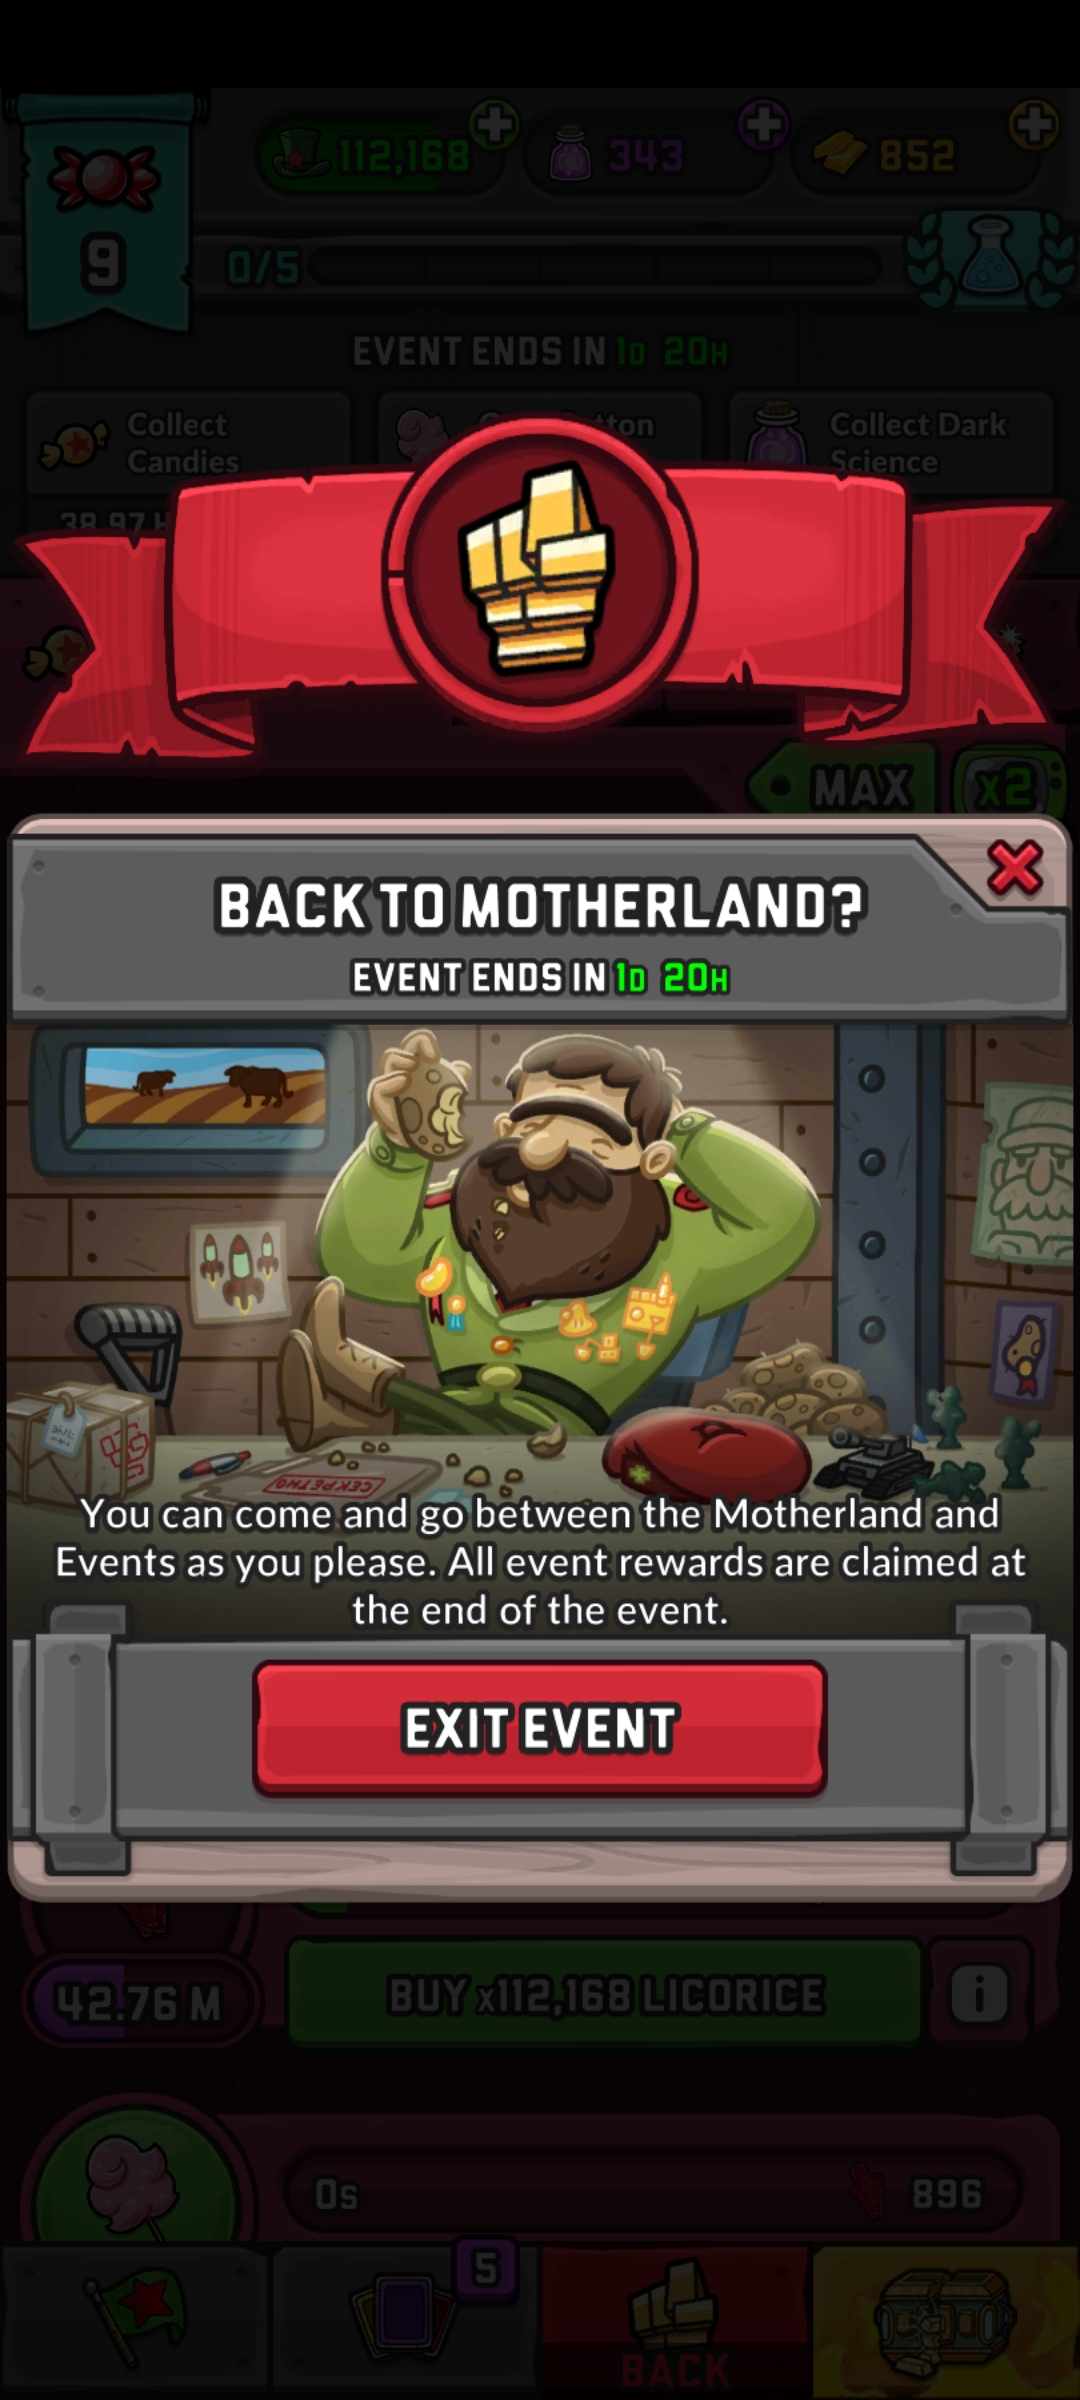 112,168
343
852
9
0/5
EVENT ENDS IN 1D 20H
Collect
Candies
Collect Dark
Science
MAX
x2
BACK TO MOTHERLAND?
EVENT ENDS IN 1D 20H
СЕКРЕТНО
You can come and go between the Motherland and
Events as you please. All event rewards are claimed at
the end of the event.
EXIT EVENT
42.76 M
BUY x112,168 LICORICE
i
0s
896
5
BACK